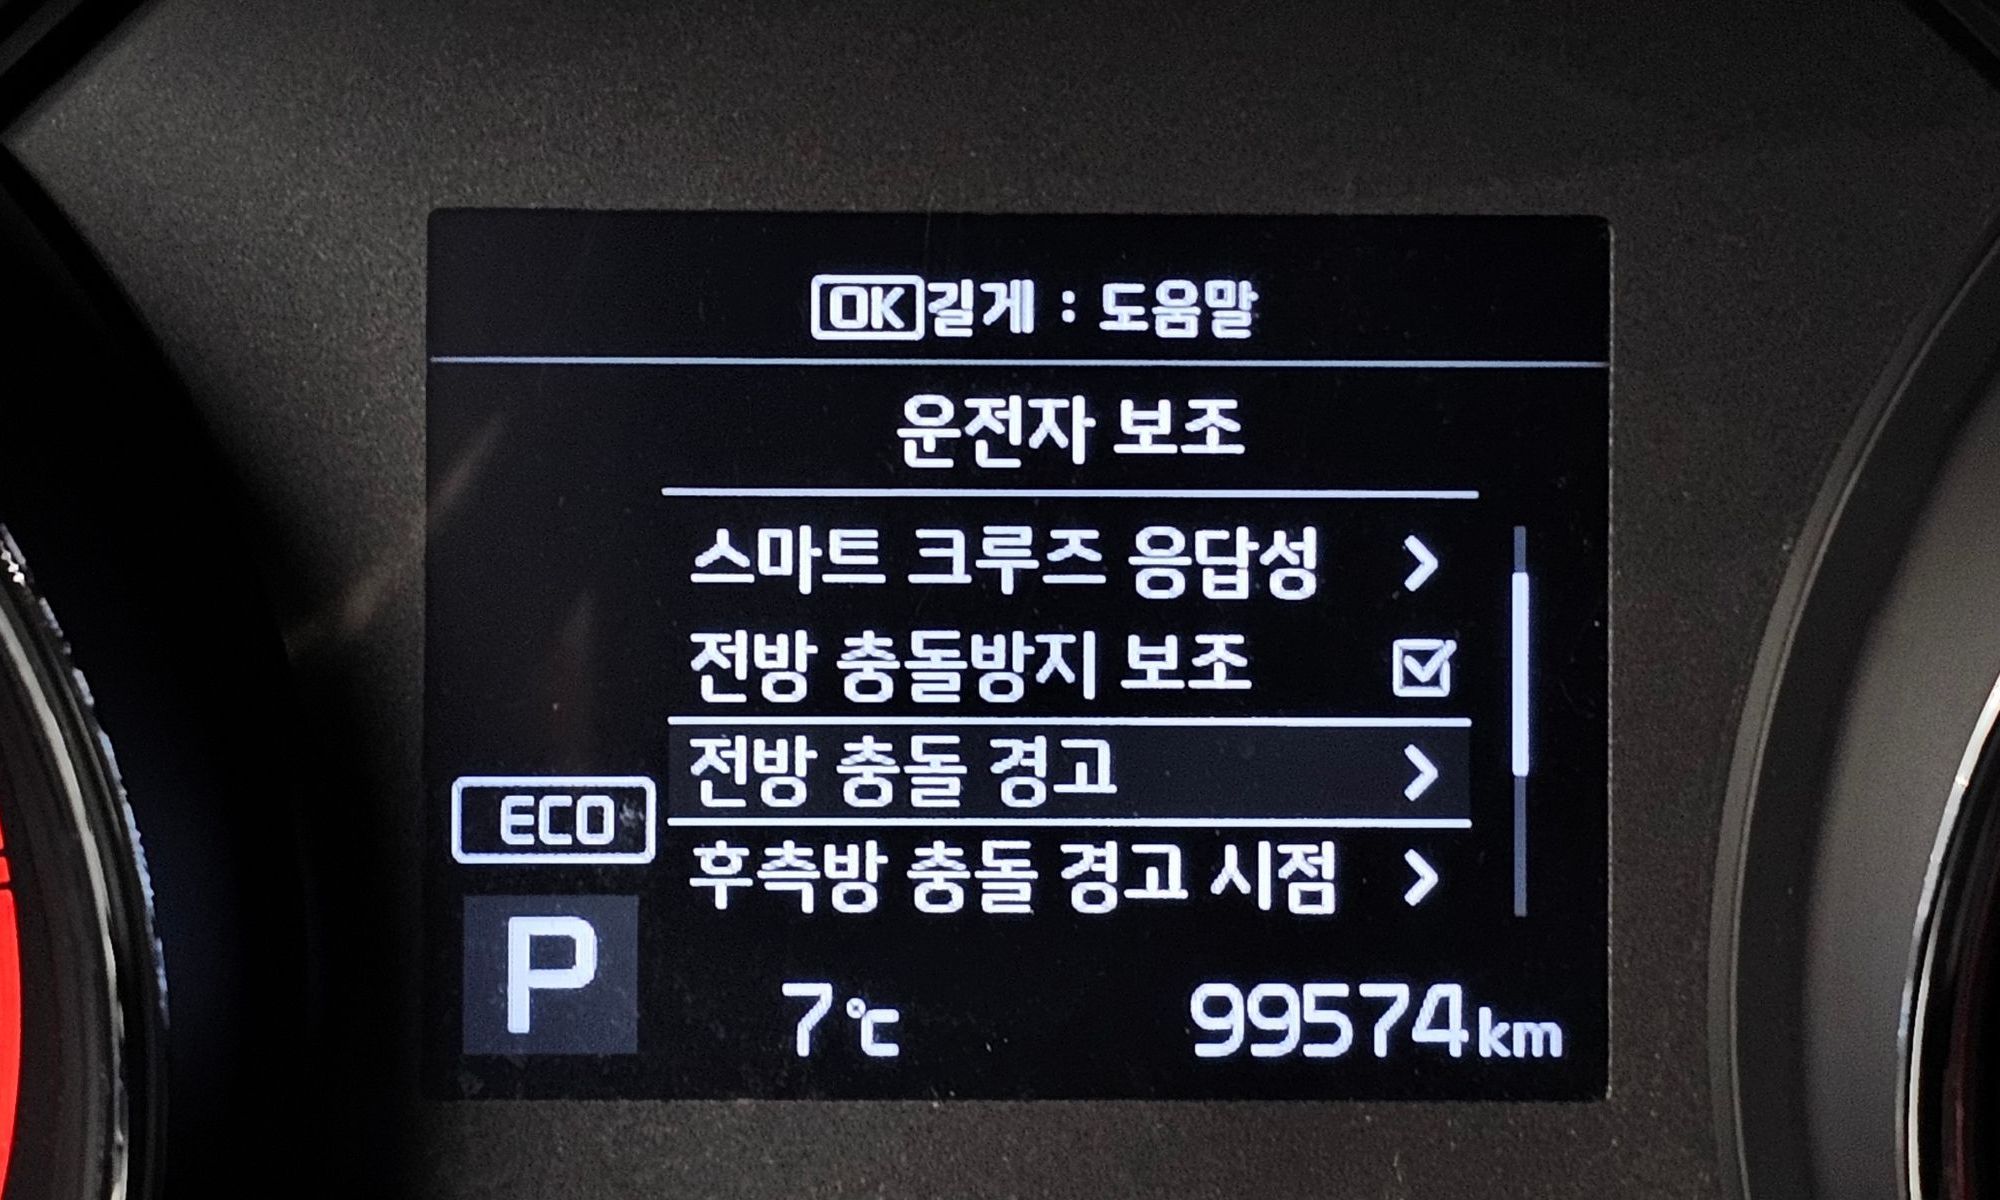 OK길게 : 도움말
운전자 보조
스마트 크루즈 응답성
전방 충돌방지 보조
전방 충돌 경고
후측방 충돌 경고 시점
ECO
P
7℃ 99574km